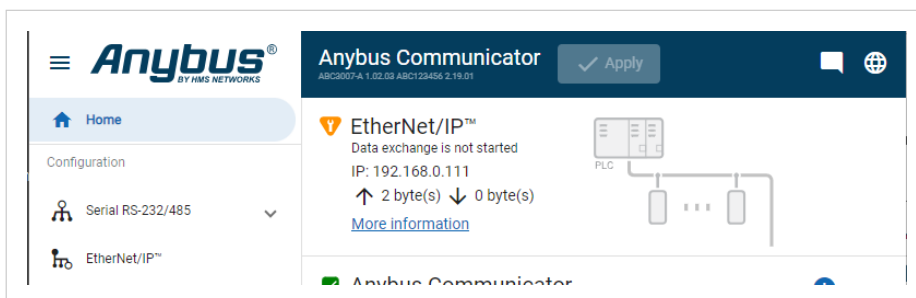 Anybus®
BY HMS NETWORKS
Anybus Communicator
ABC3007-A 1.02.03 ABC123456 2.19.01
Apply
Home
Configuration
Serial RS-232/485
EtherNet/IP™
EtherNet/IP™
Data exchange is not started
IP: 192.168.0.111
↑ 2 byte(s) ↓ 0 byte(s)
More information
PLC
Anybus Communicator